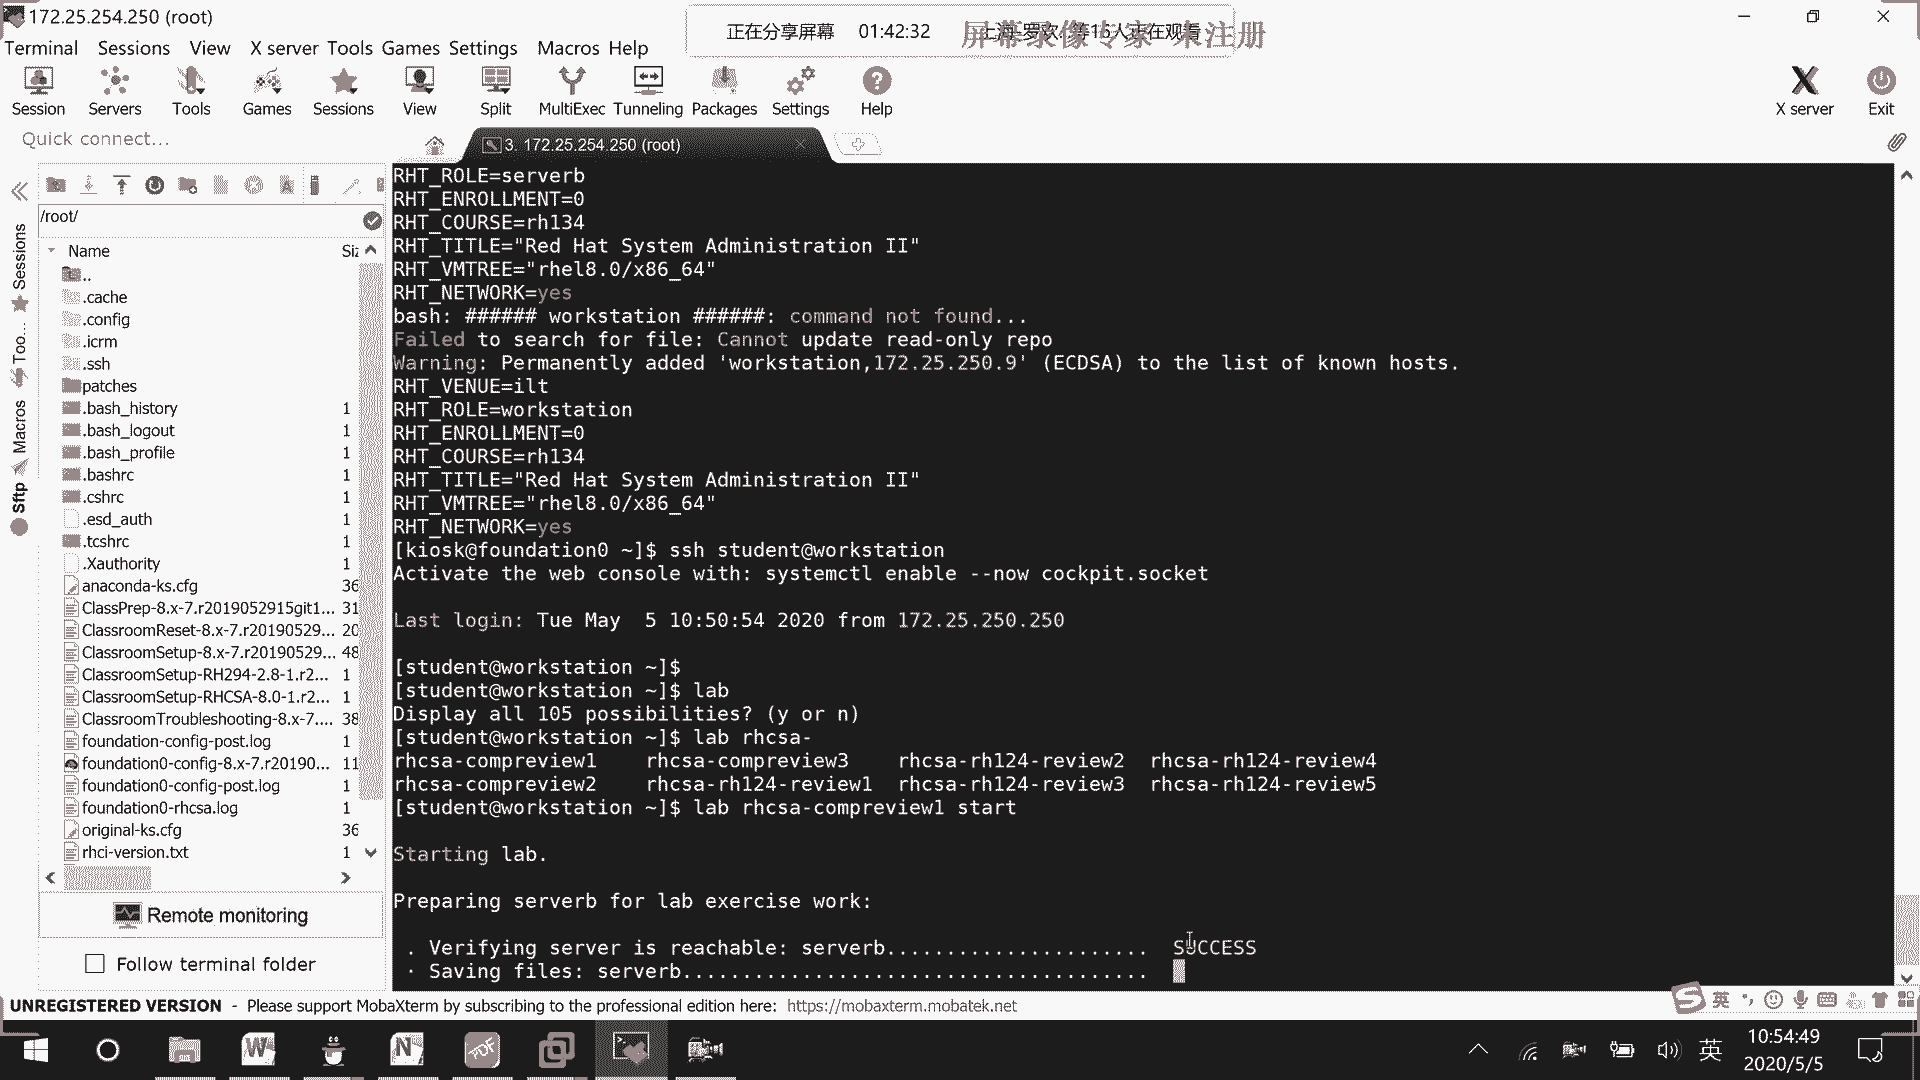 172.25.254.250 (root)
正在分享屏幕 01:42:32 等16人正在观看
屏幕录像专家 未注册
Terminal Sessions View X server Tools Games Settings Macros Help
Session Servers Tools Games Sessions View Split MultiExec Tunneling Packages Settings Help X server Exit
Quick connect...
3. 172.25.254.250 (root)
/root/
Name
..
.cache
.config
.icrm
.ssh
patches
.bash_history 1
.bash_logout 1
.bash_profile 1
.bashrc 1
.cshrc 1
.esd_auth 1
.tcshrc 1
.Xauthority 1
anaconda-ks.cfg 36
ClassPrep-8.x-7.r2019052915git1... 31
ClassroomReset-8.x-7.r20190529... 20
ClassroomSetup-8.x-7.r20190529... 48
ClassroomSetup-RH294-2.8-1.r2... 1
ClassroomSetup-RHCSA-8.0-1.r2... 1
ClassroomTroubleshooting-8.x-7.... 38
foundation-config-post.log 1
foundation0-config-8.x-7.r20190... 11
foundation0-config-post.log 1
foundation0-rhcsa.log 1
original-ks.cfg 36
rhci-version.txt 1
Remote monitoring
Follow terminal folder
Sessions
Too...
Macros
Sftp
RHT_ROLE=serverb
RHT_ENROLLMENT=0
RHT_COURSE=rh134
RHT_TITLE="Red Hat System Administration II"
RHT_VMTREE="rhel8.0/x86_64"
RHT_NETWORK=yes
bash: ###### workstation ######: command not found...
Failed to search for file: Cannot update read-only repo
Warning: Permanently added 'workstation,172.25.250.9' (ECDSA) to the list of known hosts.
RHT_VENUE=ilt
RHT_ROLE=workstation
RHT_ENROLLMENT=0
RHT_COURSE=rh134
RHT_TITLE="Red Hat System Administration II"
RHT_VMTREE="rhel8.0/x86_64"
RHT_NETWORK=yes
[kiosk@foundation0 ~]$ ssh student@workstation
Activate the web console with: systemctl enable --now cockpit.socket
Last login: Tue May  5 10:50:54 2020 from 172.25.250.250
[student@workstation ~]$
[student@workstation ~]$ lab
Display all 105 possibilities? (y or n)
[student@workstation ~]$ lab rhcsa-
rhcsa-compreview1    rhcsa-compreview3    rhcsa-rh124-review2  rhcsa-rh124-review4
rhcsa-compreview2    rhcsa-rh124-review1  rhcsa-rh124-review3  rhcsa-rh124-review5
[student@workstation ~]$ lab rhcsa-compreview1 start
Starting lab.
Preparing serverb for lab exercise work:
. Verifying server is reachable: serverb...................... SUCCESS
· Saving files: serverb.......................................
UNREGISTERED VERSION - Please support MobaXterm by subscribing to the professional edition here: https://mobaxterm.mobatek.net
英
英
10:54:49
2020/5/5